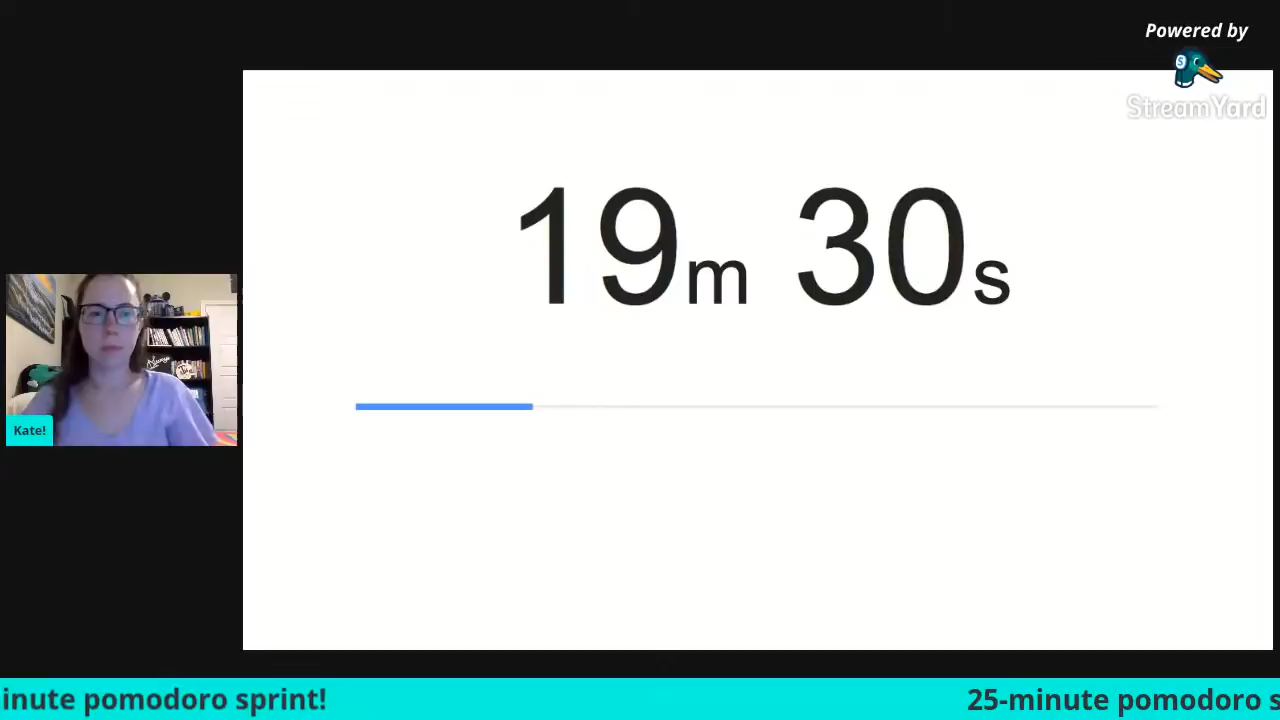 Powered by
StreamYard
19m 30s
Kate!
inute pomodoro sprint!
25-minute pomodoro s